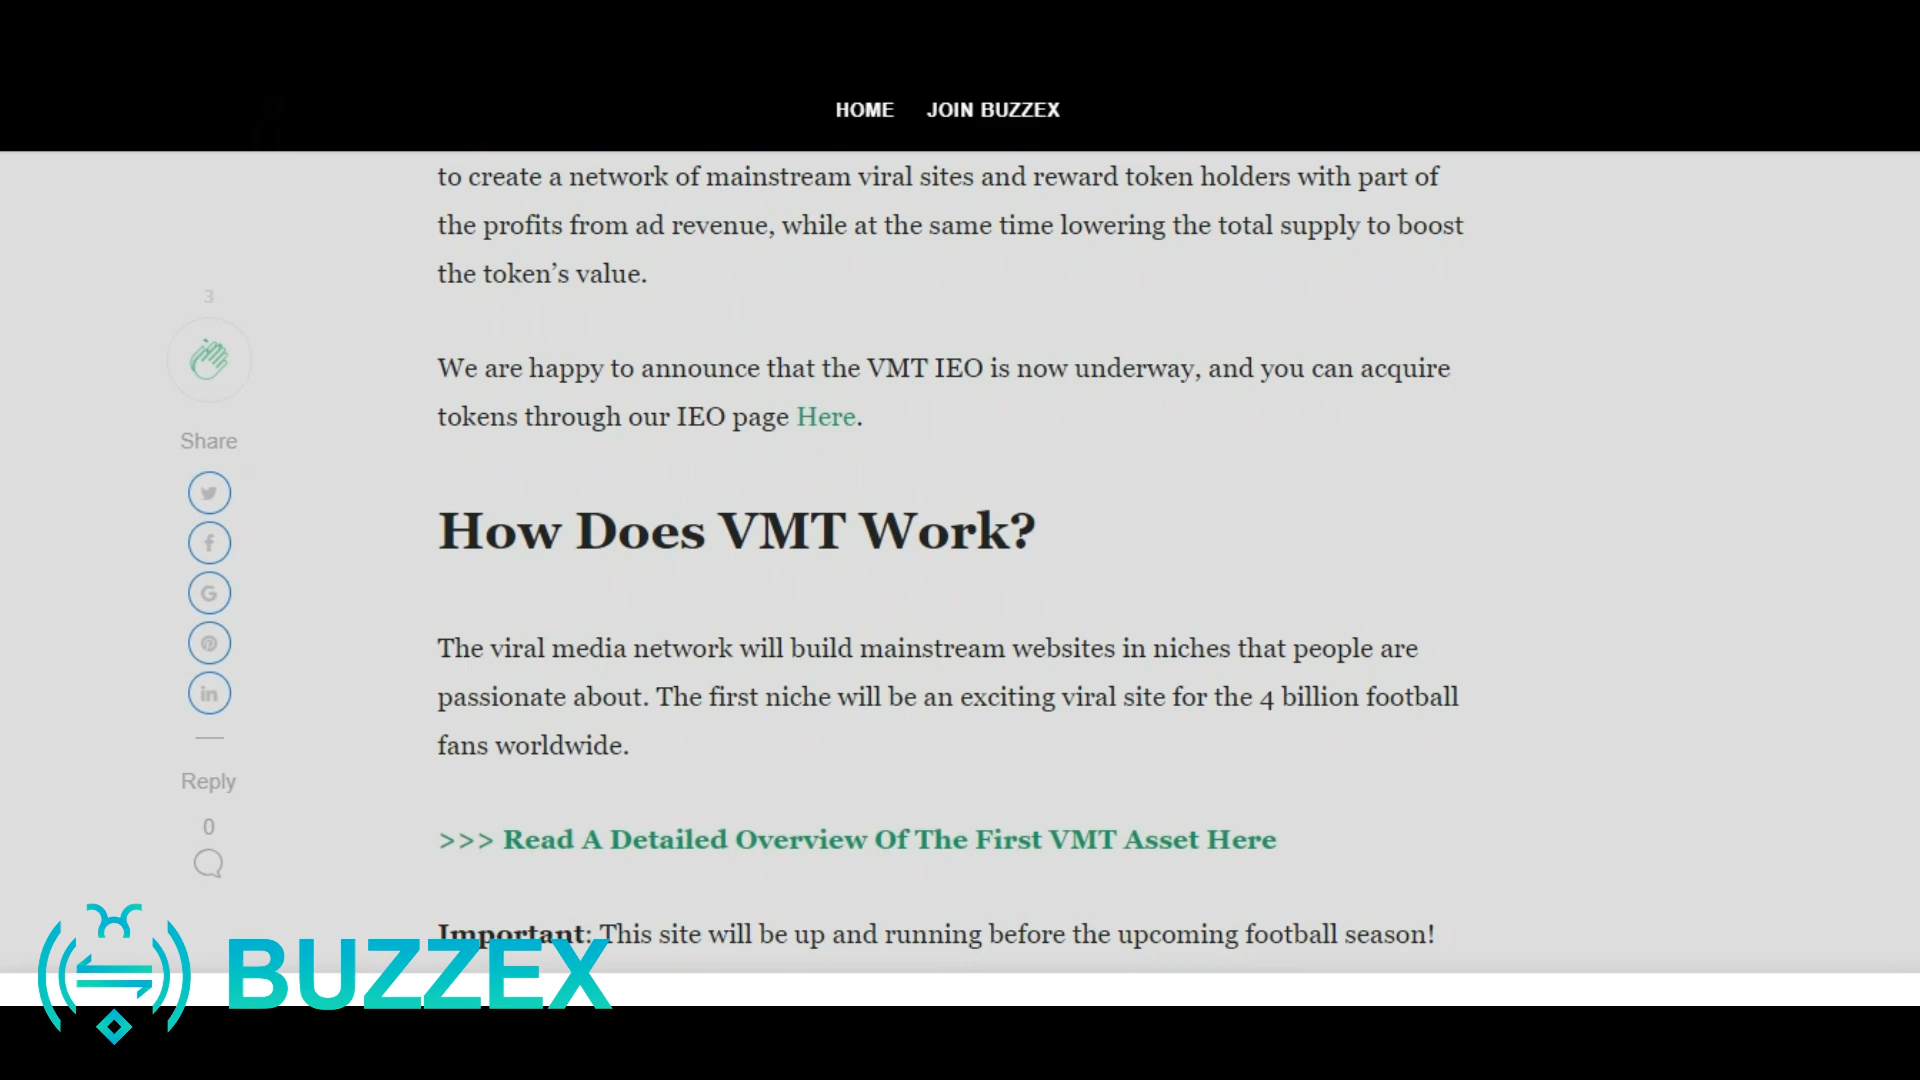 HOME JOIN BUZZEX
to create a network of mainstream viral sites and reward token holders with part of
the profits from ad revenue, while at the same time lowering the total supply to boost
the token’s value.
3
We are happy to announce that the VMT IEO is now underway, and you can acquire
tokens through our IEO page Here.
Share
How Does VMT Work?
The viral media network will build mainstream websites in niches that people are
passionate about. The first niche will be an exciting viral site for the 4 billion football
fans worldwide.
Reply
0
>>> Read A Detailed Overview Of The First VMT Asset Here
Important: This site will be up and running before the upcoming football season!
BUZZEX